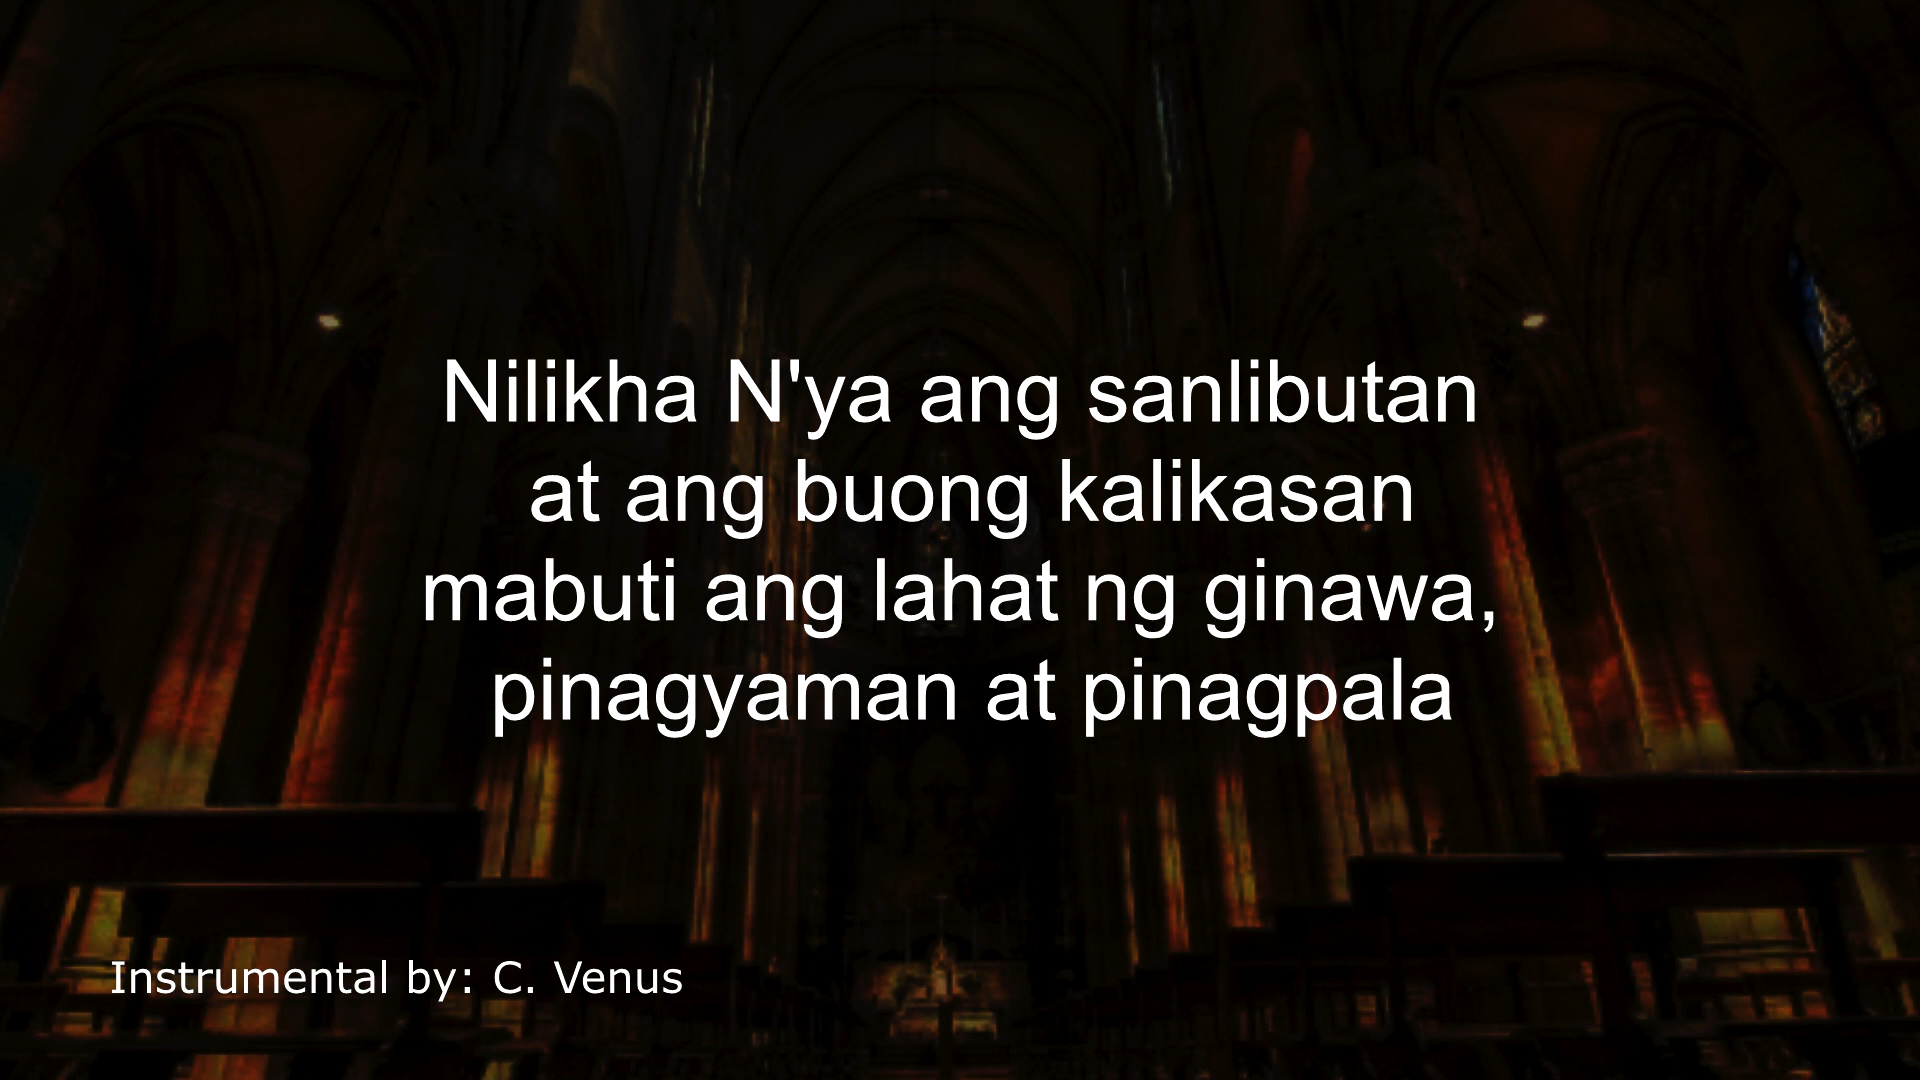 Nilikha N'ya ang sanlibutan
at ang buong kalikasan
mabuti ang lahat ng ginawa,
pinagyaman at pinagpala
Instrumental by: C. Venus